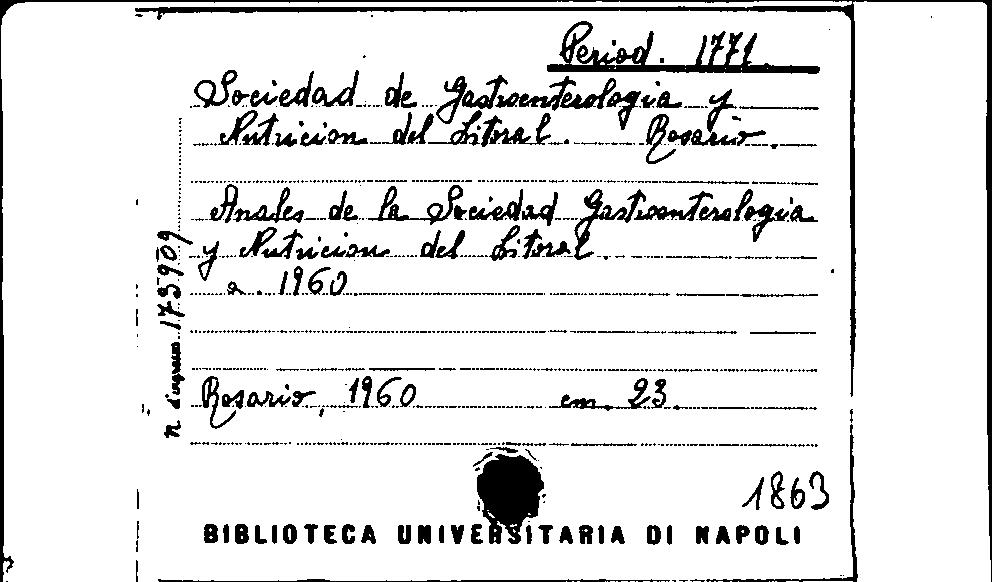 Period. 1771
Sociedad de Gastroenterologia y
Nutricion del Litoral. Rosario.
Anales de la Sociedad Gastroenterologia
y Nutricion del Litoral.
a. 1960
Rosario, 1960 cm. 23.
n. d'ingresso 173909
1863
BIBLIOTECA UNIVERSITARIA DI NAPOLI